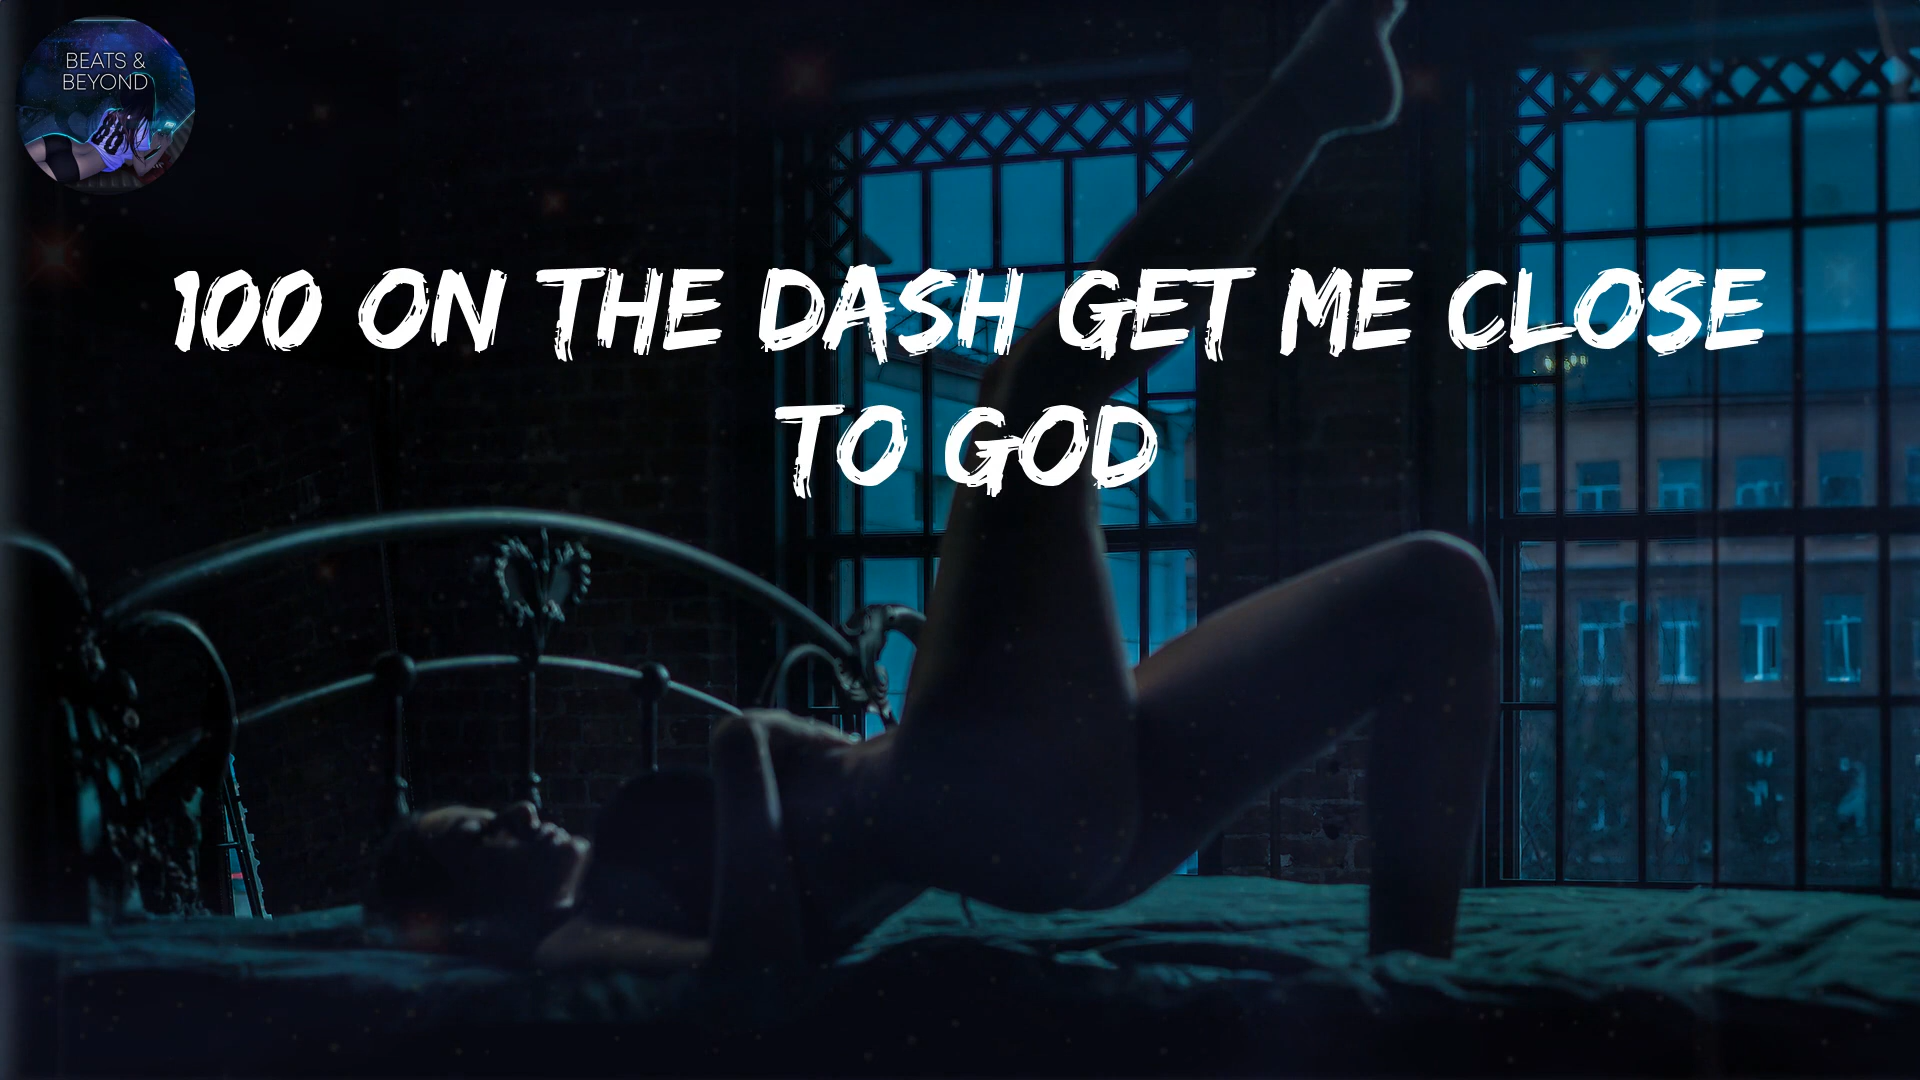 BEATS &
BEYOND
100 ON THE DASH GET ME CLOSE
TO GOD